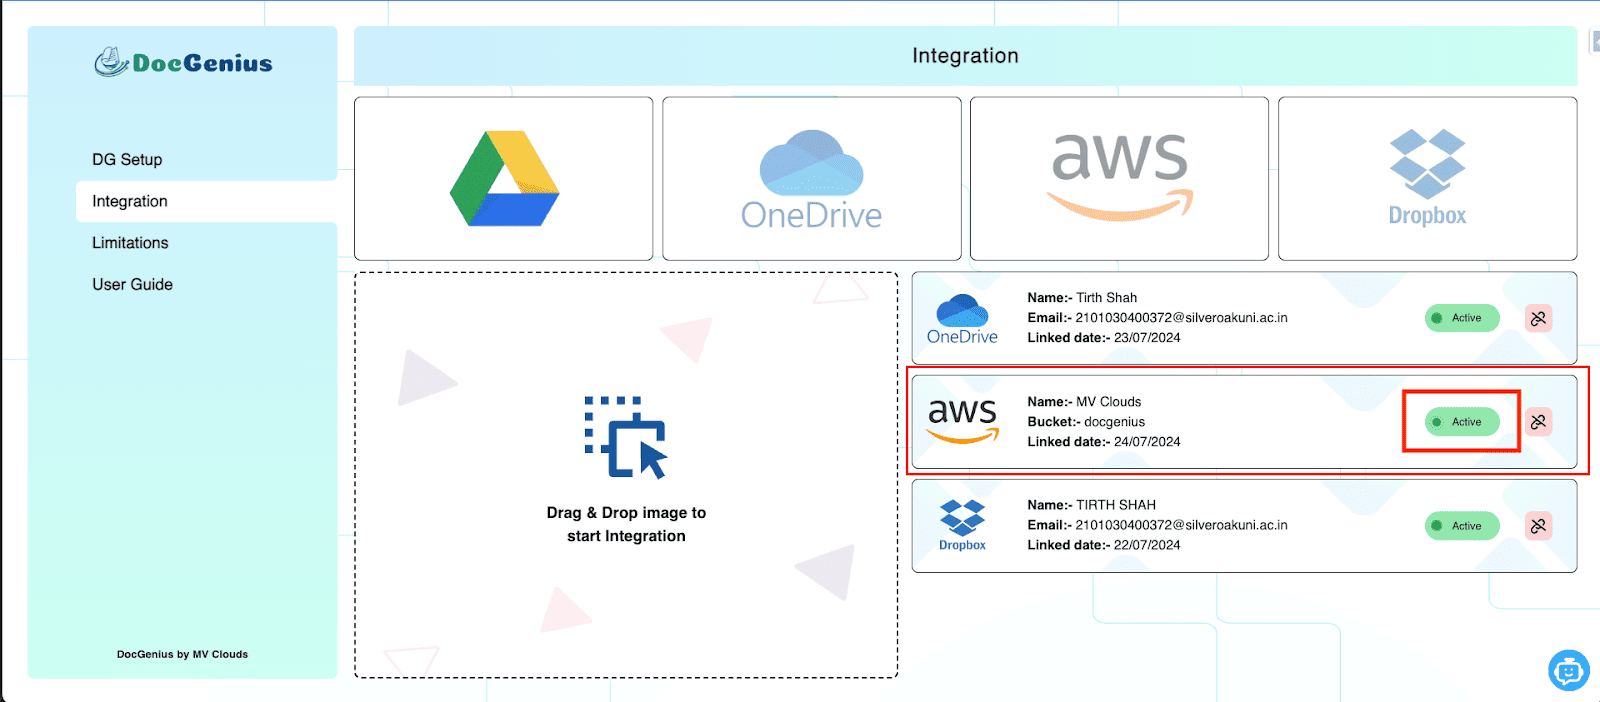 DocGenius
DG Setup
Integration
Limitations
User Guide
DocGenius by MV Clouds
Integration
OneDrive
aws
Dropbox
Drag & Drop image to
start Integration
OneDrive
Name:- Tirth Shah
Email:- 2101030400372@silveroakuni.ac.in
Linked date:- 23/07/2024
Active
aws
Name:- MV Clouds
Bucket:- docgenius
Linked date:- 24/07/2024
Active
Dropbox
Name:- TIRTH SHAH
Email:- 2101030400372@silveroakuni.ac.in
Linked date:- 22/07/2024
Active